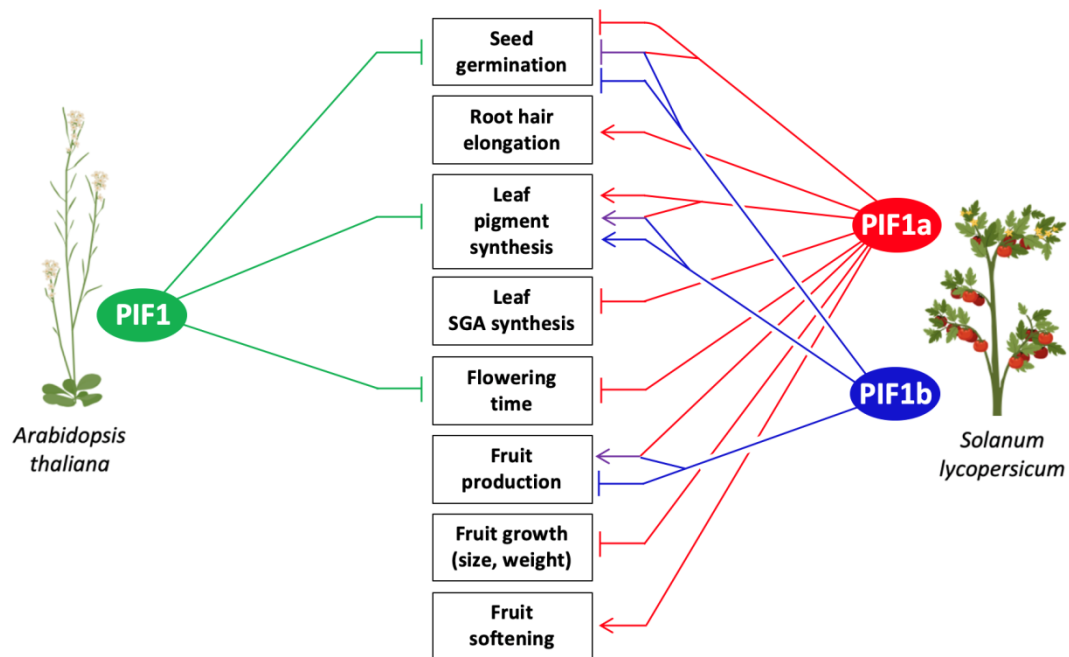 Seed
germination
Root hair
elongation
Leaf
pigment
synthesis
Leaf
SGA synthesis
Flowering
time
Fruit
production
Fruit growth
(size, weight)
Fruit
softening
PIF1
Arabidopsis
thaliana
PIF1a
PIF1b
Solanum
lycopersicum